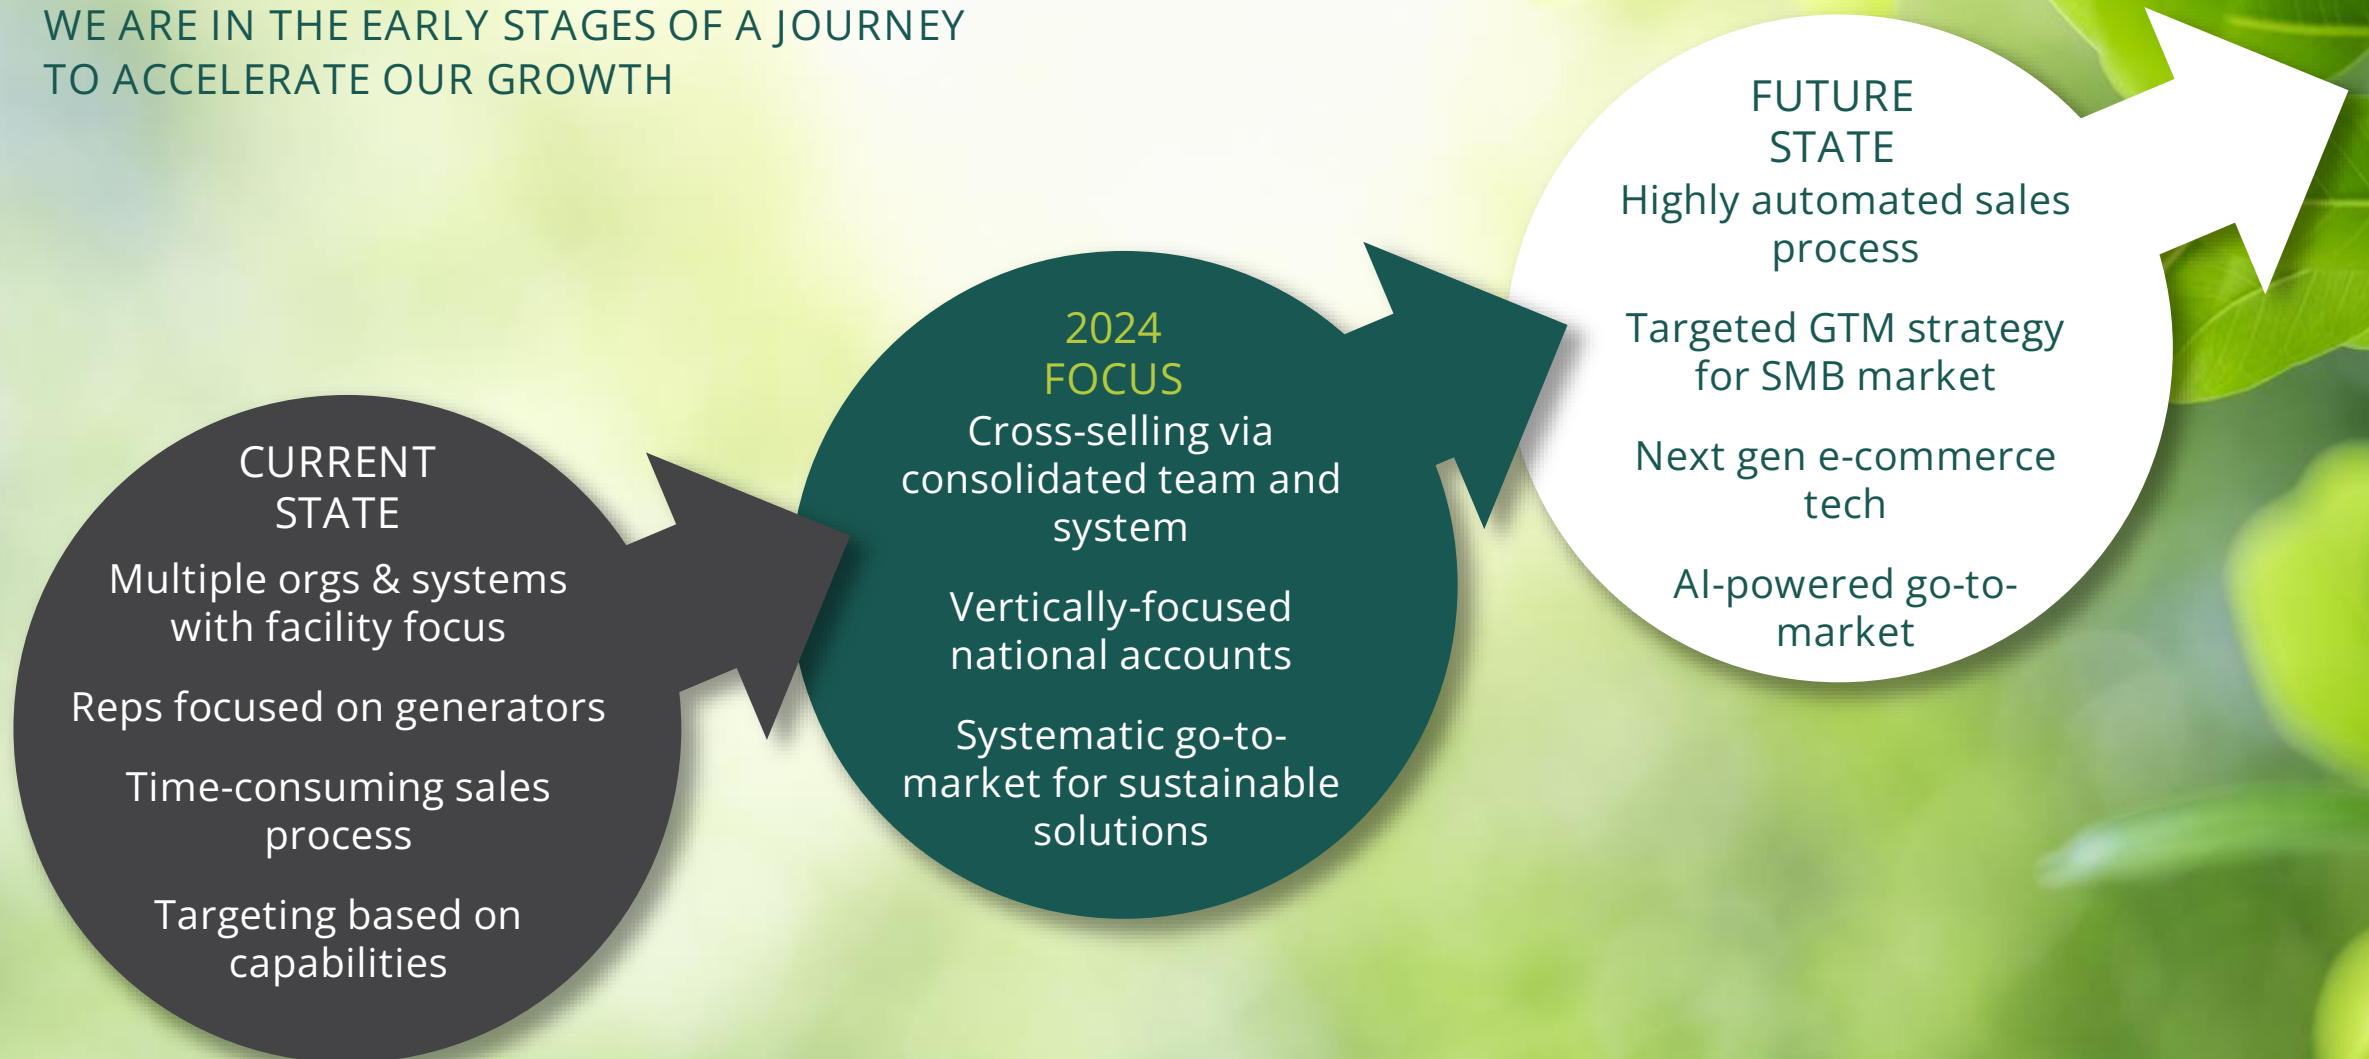 WE ARE IN THE EARLY STAGES OF A JOURNEY
TO ACCELERATE OUR GROWTH
CURRENT
STATE
Multiple orgs & systems
with facility focus
Reps focused on generators
Time-consuming sales
process
Targeting based on
capabilities
2024
FOCUS
Cross-selling via
consolidated team and
system
Vertically-focused
national accounts
Systematic go-to-
market for sustainable
solutions
FUTURE
STATE
Highly automated sales
process
Targeted GTM strategy
for SMB market
Next gen e-commerce
tech
AI-powered go-to-
market